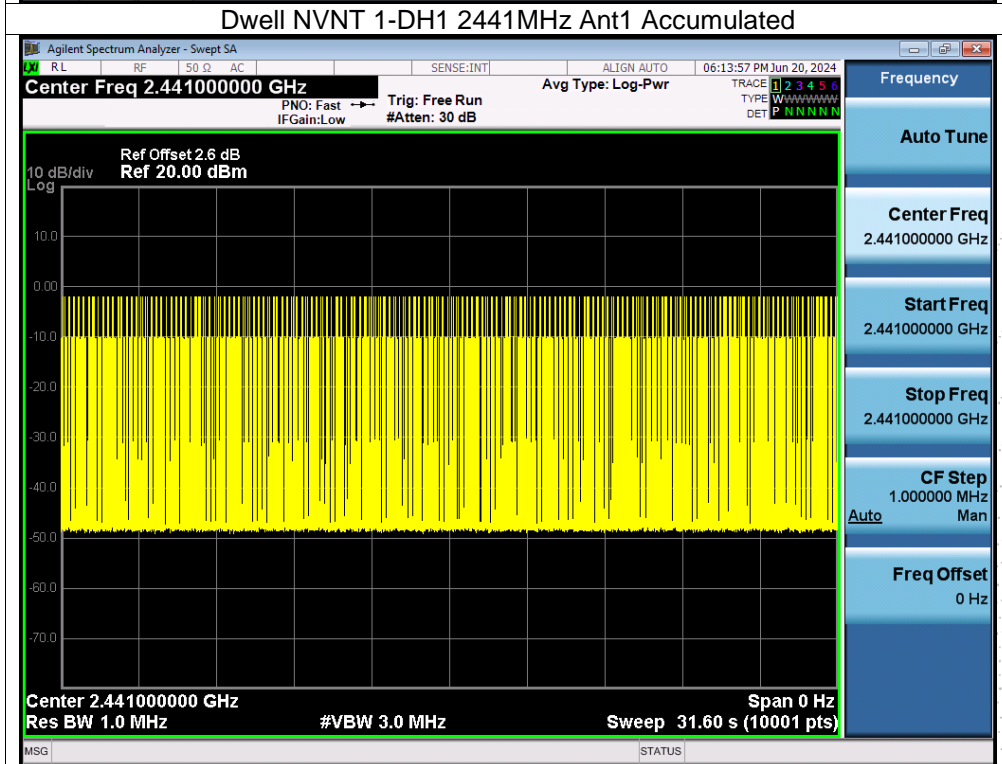 Dwell NVNT 1-DH1 2441MHz Ant1 Accumulated
Agilent Spectrum Analyzer - Swept SA
LXI RL RF 50 Ω AC SENSE:INT ALIGN AUTO 06:13:57 PM Jun 20, 2024
Center Freq 2.441000000 GHz
PNO: Fast
IFGain:Low
Trig: Free Run
#Atten: 30 dB
Avg Type: Log-Pwr
TRACE 1 2 3 4 5 6
TYPE WWWWWW
DET P N N N N N
Ref Offset 2.6 dB
10 dB/div Ref 20.00 dBm
Log
10.0
0.00
-10.0
-20.0
-30.0
-40.0
-50.0
-60.0
-70.0
Center 2.441000000 GHz Span 0 Hz
Res BW 1.0 MHz #VBW 3.0 MHz Sweep 31.60 s (10001 pts)
MSG STATUS
Frequency
Auto Tune
Center Freq
2.441000000 GHz
Start Freq
2.441000000 GHz
Stop Freq
2.441000000 GHz
CF Step
1.000000 MHz
Auto Man
Freq Offset
0 Hz